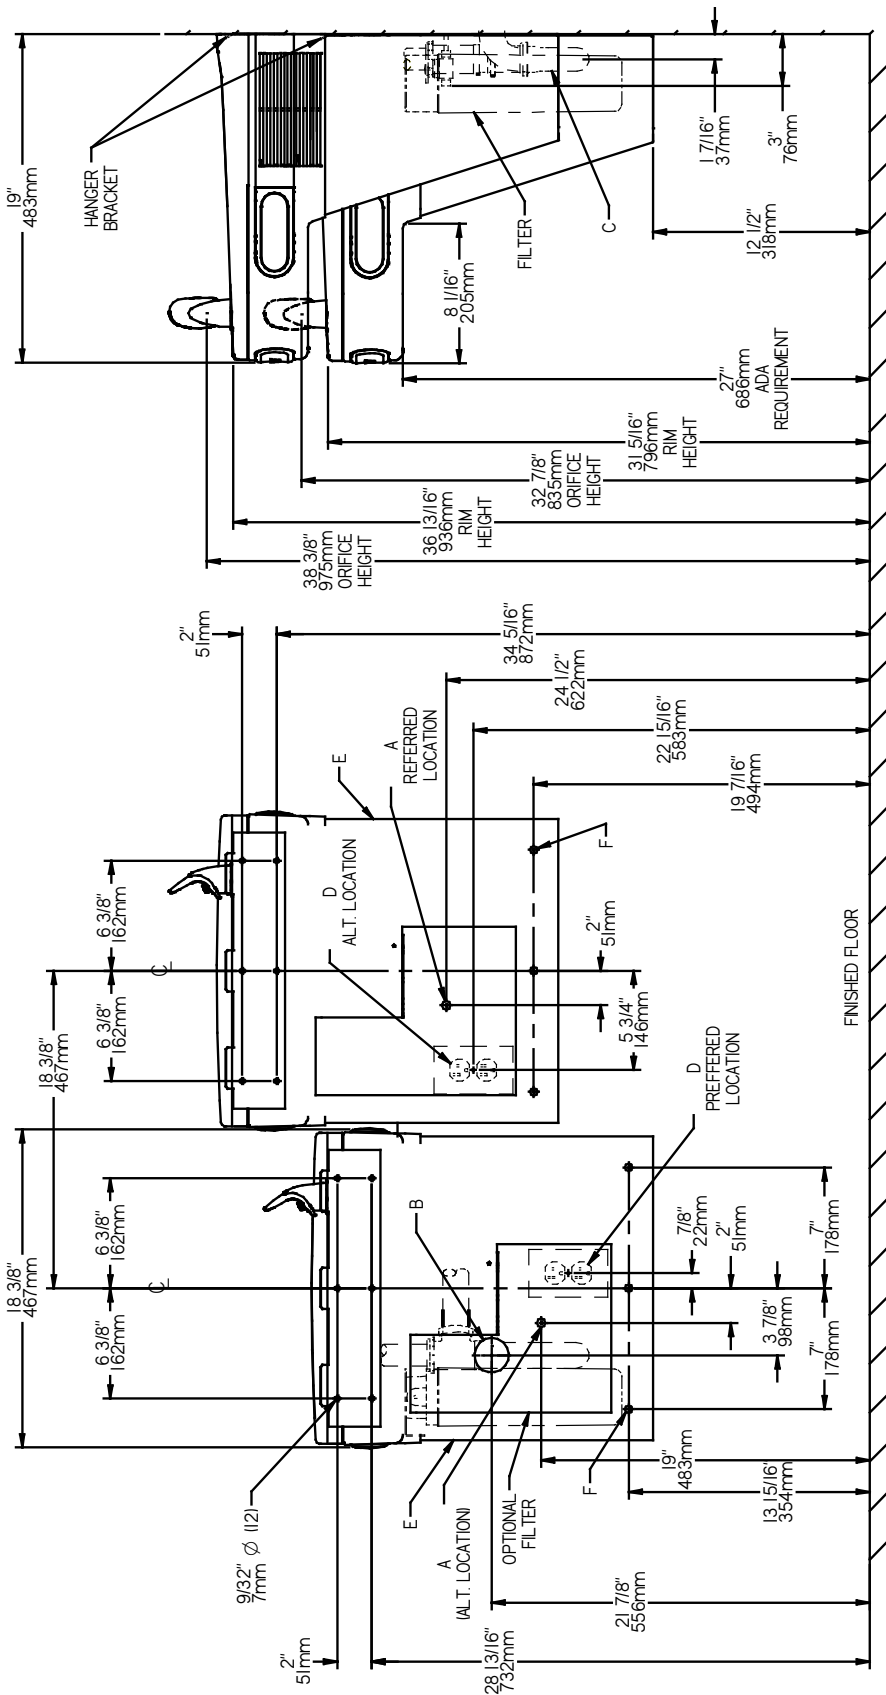 18 3/8"
467mm
18 3/8"
467mm
6 3/8"
162mm
6 3/8"
162mm
6 3/8"
162mm
6 3/8"
162mm
C
L
C
L
9/32" Ø (12)
7mm
2"
51mm
28 13/16"
732mm
E
A
(ALT. LOCATION)
OPTIONAL
FILTER
B
F
21 7/8"
556mm
19"
483mm
13 15/16"
354mm
7"
178mm
7"
178mm
3 7/8"
98mm
2"
51mm
7/8"
22mm
D
PREFFERED
LOCATION
D
ALT. LOCATION
5 3/4"
146mm
2"
51mm
E
A
REFERRED
LOCATION
F
2"
51mm
34 5/16"
872mm
24 1/2"
622mm
22 15/16"
583mm
19 7/16"
494mm
FINISHED FLOOR
19"
483mm
HANGER
BRACKET
38 3/8"
975mm
ORIFICE
HEIGHT
36 13/16"
936mm
RIM
HEIGHT
32 7/8"
835mm
ORIFICE
HEIGHT
31 5/16"
796mm
RIM
HEIGHT
27"
686mm
ADA
REQUIREMENT
8 1/16"
205mm
FILTER
C
12 1/2"
318mm
1 7/16"
37mm
3"
76mm